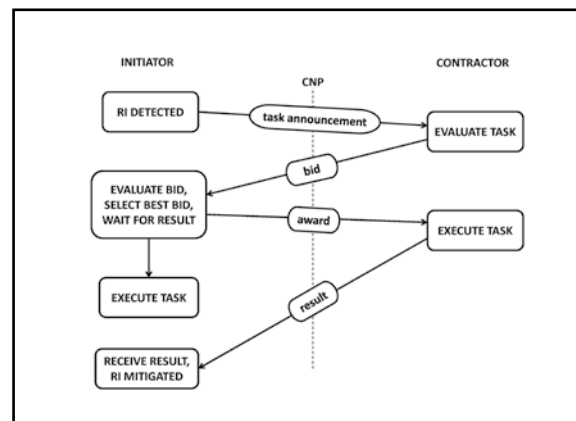 INITIATOR
CONTRACTOR
CNP
RI DETECTED
task announcement
EVALUATE TASK
bid
EVALUATE BID,
SELECT BEST BID,
WAIT FOR RESULT
award
EXECUTE TASK
EXECUTE TASK
result
RECEIVE RESULT,
RI MITIGATED